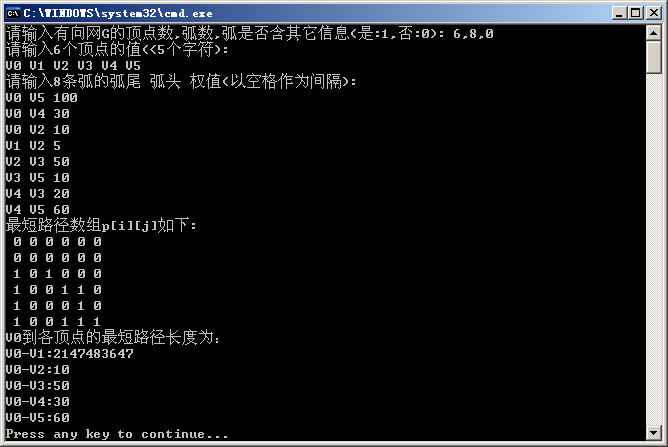 C:\WINDOWS\system32\cmd.exe
请输入有向网G的顶点数,弧数,弧是否含其它信息(是:1,否:0): 6,8,0
请输入6个顶点的值(<5个字符):
V0 V1 V2 V3 V4 V5
请输入8条弧的弧尾 弧头 权值(以空格作为间隔):
V0 V5 100
V0 V4 30
V0 V2 10
V1 V2 5
V2 V3 50
V3 V5 10
V4 V3 20
V4 V5 60
最短路径数组p[i][j]如下:
0 0 0 0 0 0
0 0 0 0 0 0
1 0 1 0 0 0
1 0 0 1 1 0
1 0 0 0 1 0
1 0 0 1 1 1
V0到各顶点的最短路径长度为:
V0-V1:2147483647
V0-V2:10
V0-V3:50
V0-V4:30
V0-V5:60
Press any key to continue...